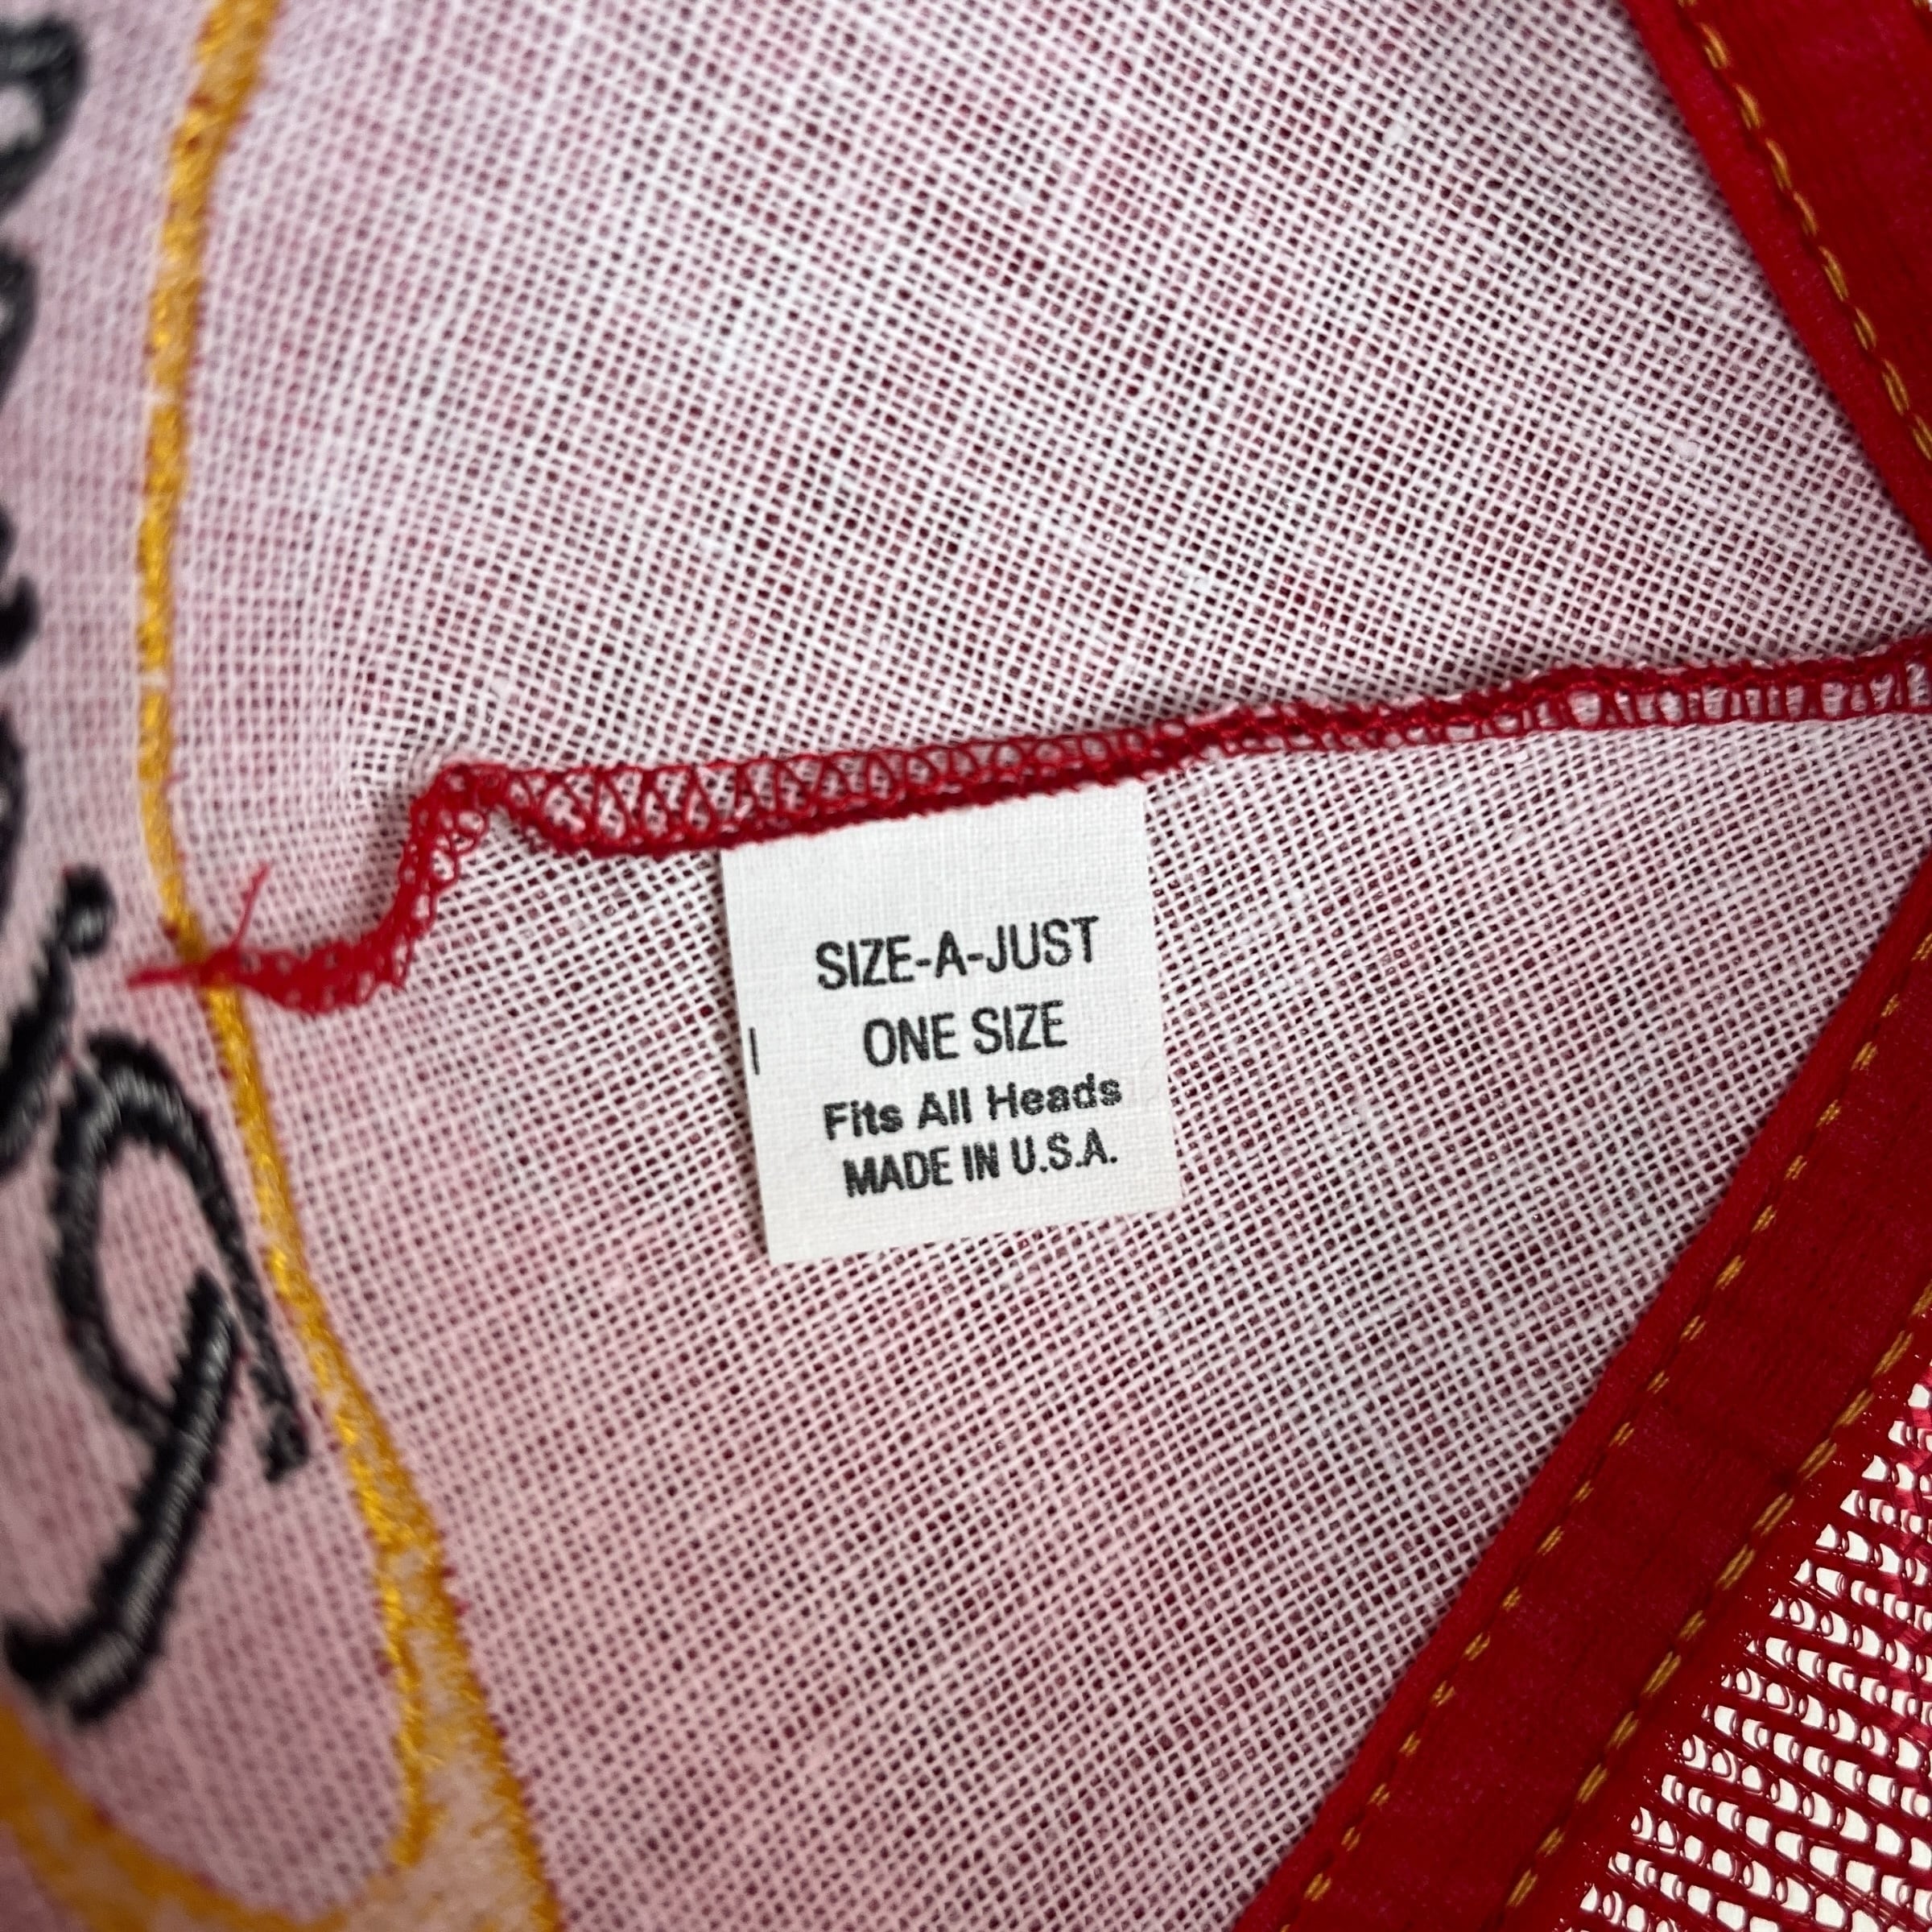 SIZE-A-JUST
ONE SIZE
Fits All Heads
MADE IN U.S.A.